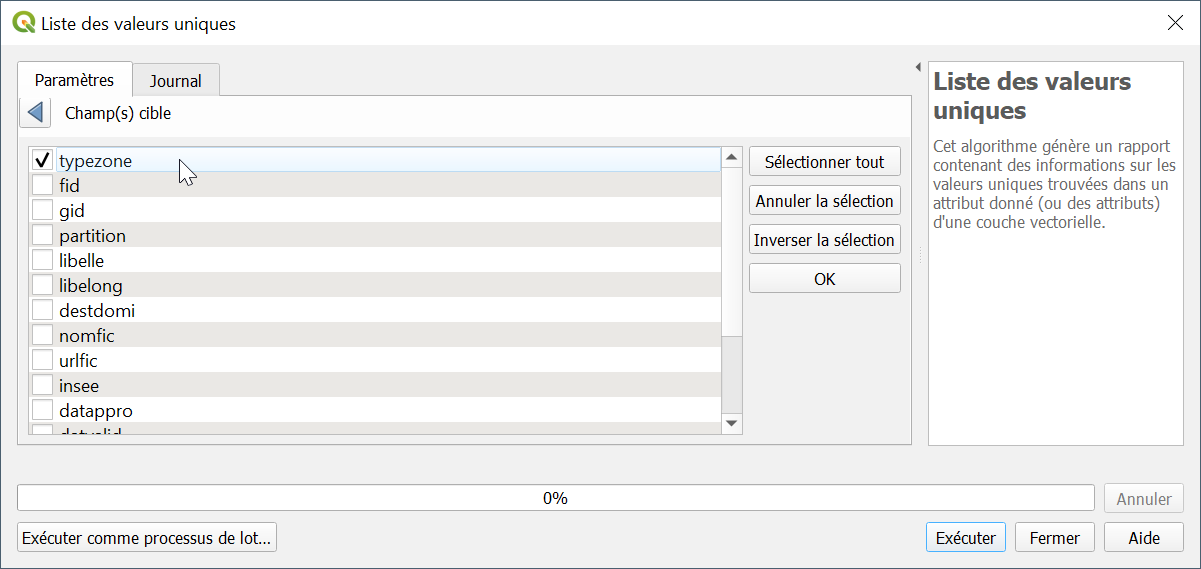 Liste des valeurs uniques
Paramètres
Journal
Champ(s) cible
typezone
fid
gid
partition
libelle
libelong
destdomi
nomfic
urlfic
insee
datappro
datvalid
Sélectionner tout
Annuler la sélection
Inverser la sélection
OK
Liste des valeurs
uniques
Cet algorithme génère un rapport
contenant des informations sur les
valeurs uniques trouvées dans un
attribut donné (ou des attributs)
d'une couche vectorielle.
0%
Annuler
Exécuter comme processus de lot...
Exécuter
Fermer
Aide